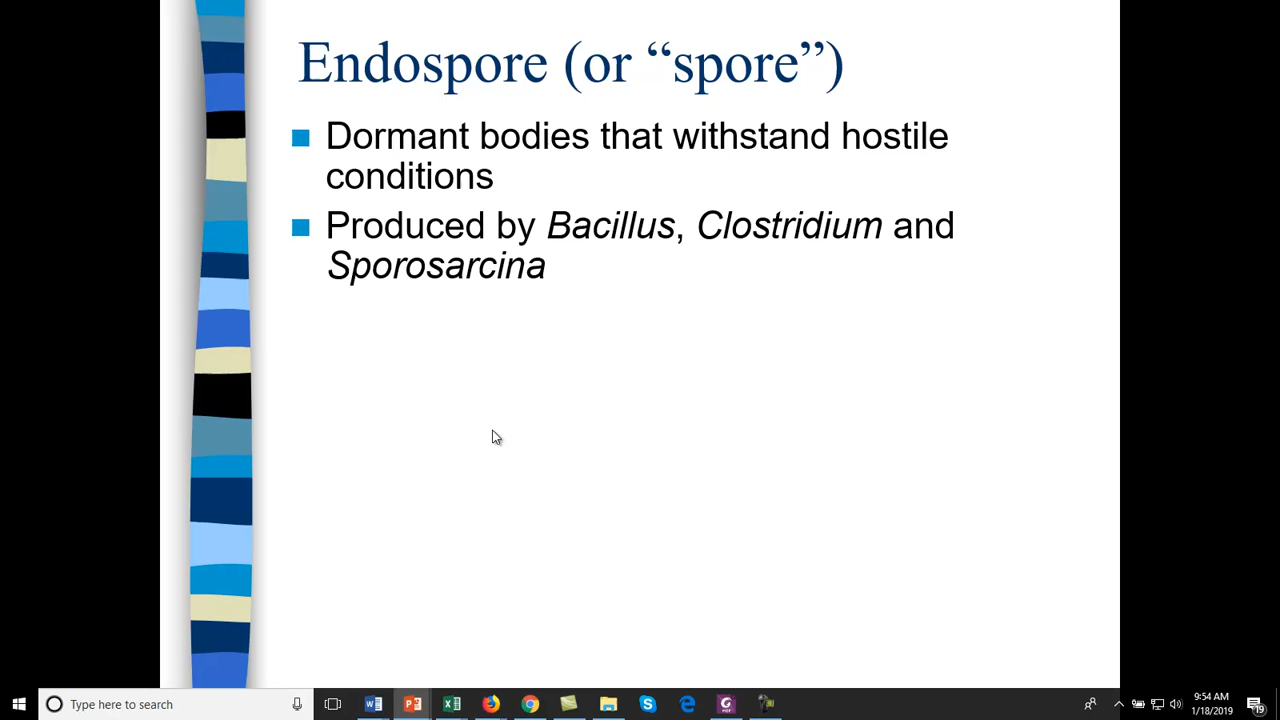 Endospore (or “spore”)
Dormant bodies that withstand hostile
conditions
Produced by Bacillus, Clostridium and
Sporosarcina
Type here to search
9:54 AM
1/18/2019
19